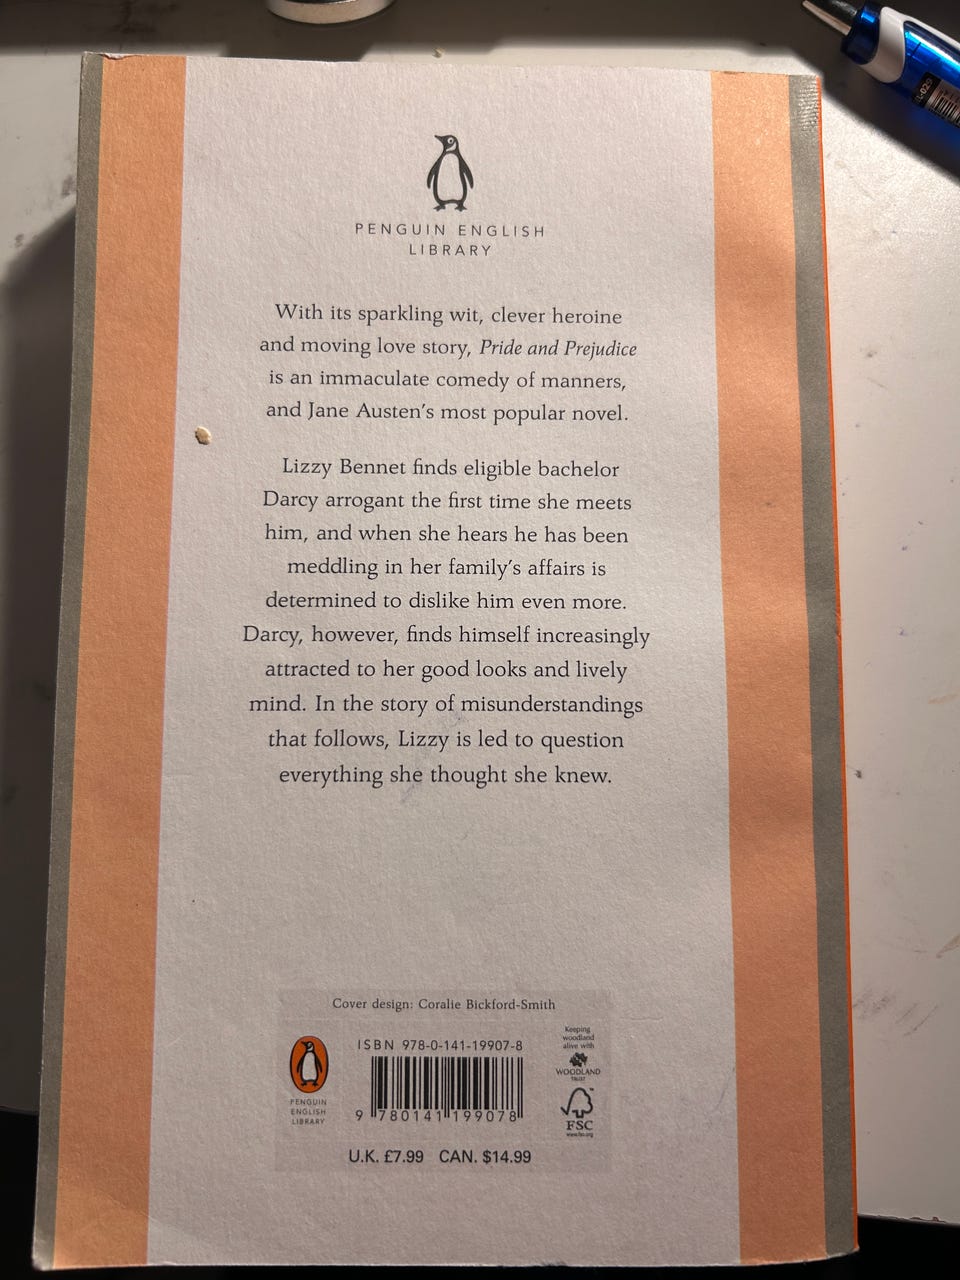 PENGUIN ENGLISH
LIBRARY
With its sparkling wit, clever heroine
and moving love story, Pride and Prejudice
is an immaculate comedy of manners,
and Jane Austen's most popular novel.
Lizzy Bennet finds eligible bachelor
Darcy arrogant the first time she meets
him, and when she hears he has been
meddling in her family's affairs is
determined to dislike him even more.
Darcy, however, finds himself increasingly
attracted to her good looks and lively
mind. In the story of misunderstandings
that follows, Lizzy is led to question
everything she thought she knew.
Cover design: Coralie Bickford-Smith
ISBN 978-0-141-19907-8
9 780141 199078
PENGUIN
ENGLISH
LIBRARY
Keeping
woodland
alive with
WOODLAND
TRUST
FSC
www.fsc.org
U.K. £7.99 CAN. $14.99